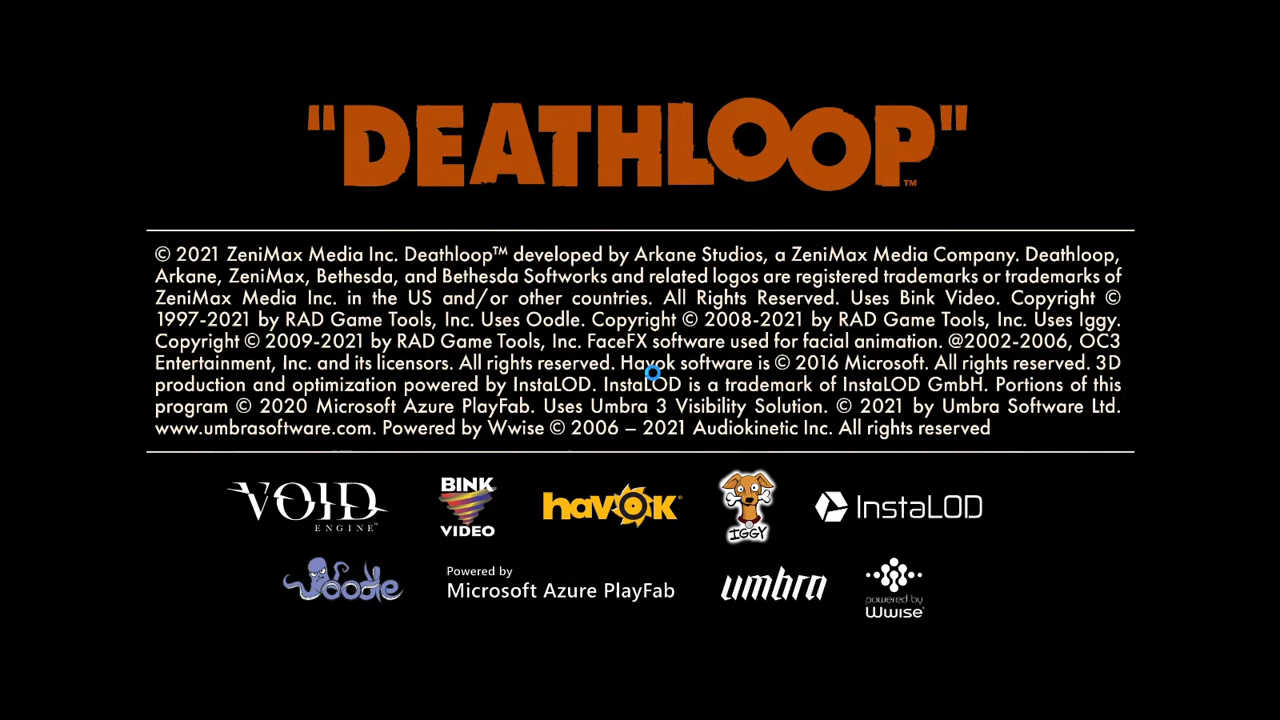 "DEATHLOOP"™
© 2021 ZeniMax Media Inc. Deathloop™ developed by Arkane Studios, a ZeniMax Media Company. Deathloop,
Arkane, ZeniMax, Bethesda, and Bethesda Softworks and related logos are registered trademarks or trademarks of
ZeniMax Media Inc. in the US and/or other countries. All Rights Reserved. Uses Bink Video. Copyright ©
1997-2021 by RAD Game Tools, Inc. Uses Oodle. Copyright © 2008-2021 by RAD Game Tools, Inc. Uses Iggy.
Copyright © 2009-2021 by RAD Game Tools, Inc. FaceFX software used for facial animation. @2002-2006, OC3
Entertainment, Inc. and its licensors. All rights reserved. Havok software is © 2016 Microsoft. All rights reserved. 3D
production and optimization powered by InstaLOD. InstaLOD is a trademark of InstaLOD GmbH. Portions of this
program © 2020 Microsoft Azure PlayFab. Uses Umbra 3 Visibility Solution. © 2021 by Umbra Software Ltd.
www.umbrasoftware.com. Powered by Wwise © 2006 – 2021 Audiokinetic Inc. All rights reserved
VOID
ENGINE™
BINK
VIDEO
havok®
IGGY
InstaLOD
oodle
Powered by
Microsoft Azure PlayFab
umbra
powered by
Wwise